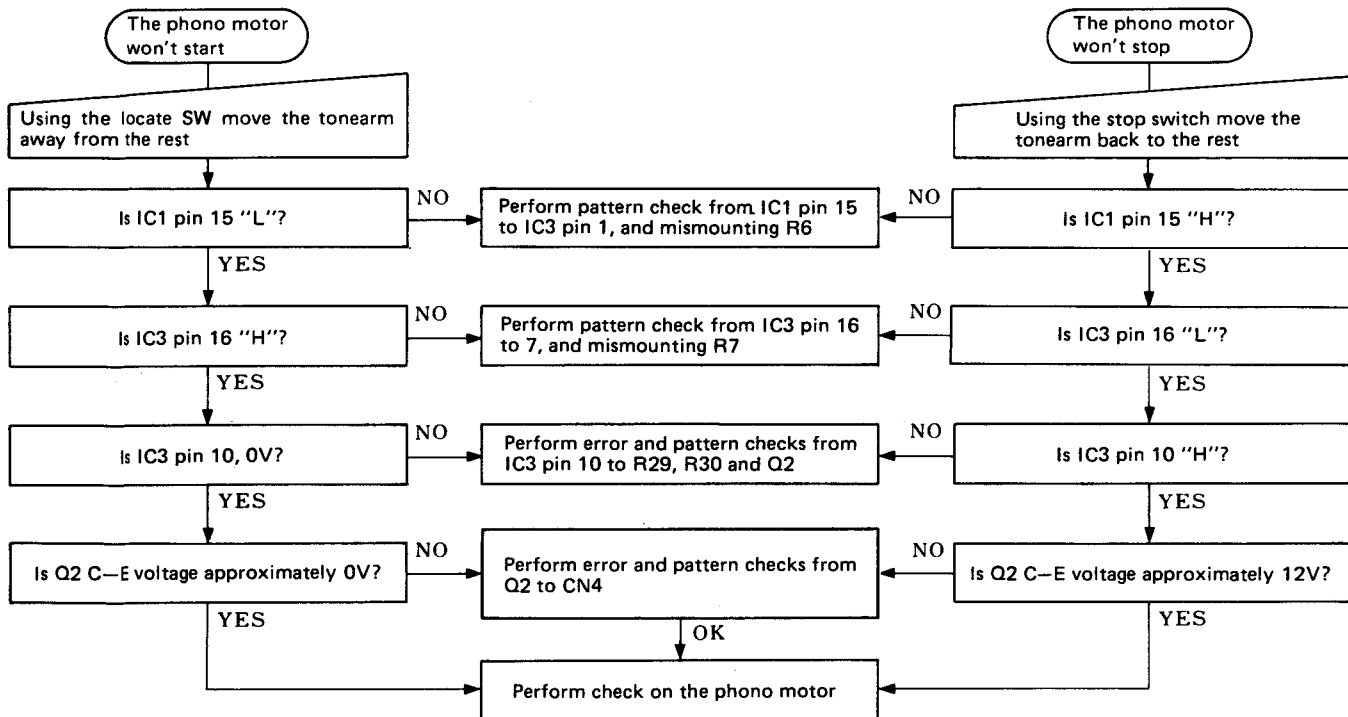 The phono motor
won't start
The phono motor
won't stop
Using the locate SW move the tonearm
away from the rest
Using the stop switch move the
tonearm back to the rest
Is IC1 pin 15 "L"?
NO
Perform pattern check from IC1 pin 15
to IC3 pin 1, and mismounting R6
NO
Is IC1 pin 15 "H"?
YES
YES
Is IC3 pin 16 "H"?
NO
Perform pattern check from IC3 pin 16
to 7, and mismounting R7
NO
Is IC3 pin 16 "L"?
YES
YES
Is IC3 pin 10, 0V?
NO
Perform error and pattern checks from
IC3 pin 10 to R29, R30 and Q2
NO
Is IC3 pin 10 "H"?
YES
YES
Is Q2 C-E voltage approximately 0V?
NO
Perform error and pattern checks from
Q2 to CN4
NO
Is Q2 C-E voltage approximately 12V?
YES
OK
YES
Perform check on the phono motor